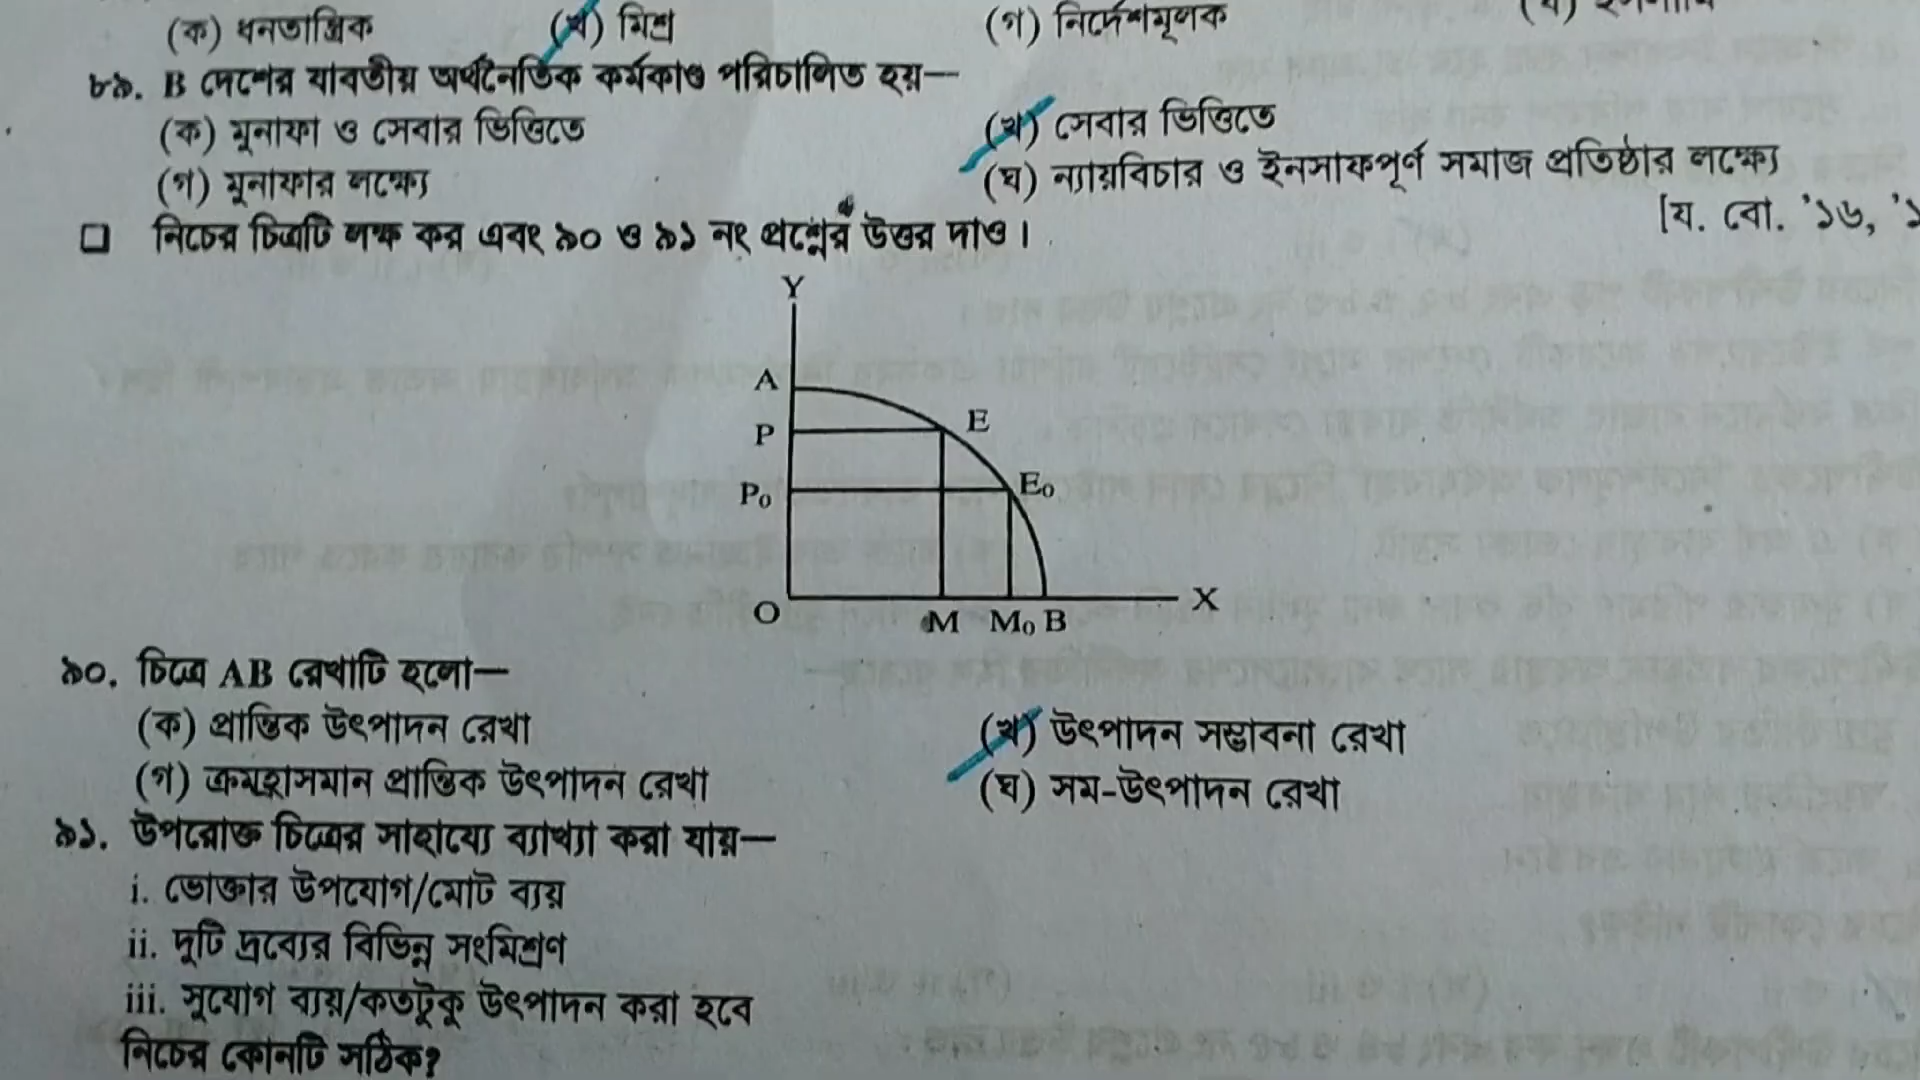 (ক) ধনতান্ত্রিক (খ) মিশ্র (গ) নির্দেশমূলক
৮৯. B দেশের যাবতীয় অর্থনৈতিক কর্মকাণ্ড পরিচালিত হয়—
(ক) মুনাফা ও সেবার ভিত্তিতে (খ) সেবার ভিত্তিতে
(গ) মুনাফার লক্ষ্যে (ঘ) ন্যায়বিচার ও ইনসাফপূর্ণ সমাজ প্রতিষ্ঠার লক্ষ্যে
নিচের চিত্রটি লক্ষ কর এবং ৯০ ও ৯১ নং প্রশ্নের উত্তর দাও।
[য. বো. '১৬,
Y
A
E
P
P₀
E₀
O
M M₀ B
X
৯০. চিত্রে AB রেখাটি হলো—
(ক) প্রান্তিক উৎপাদন রেখা (খ) উৎপাদন সম্ভাবনা রেখা
(গ) ক্রমহ্রাসমান প্রান্তিক উৎপাদন রেখা (ঘ) সম-উৎপাদন রেখা
৯১. উপরোক্ত চিত্রের সাহায্যে ব্যাখ্যা করা যায়—
i. ভোক্তার উপযোগ/মোট ব্যয়
ii. দুটি দ্রব্যের বিভিন্ন সংমিশ্রণ
iii. সুযোগ ব্যয়/কতটুকু উৎপাদন করা হবে
নিচের কোনটি সঠিক?